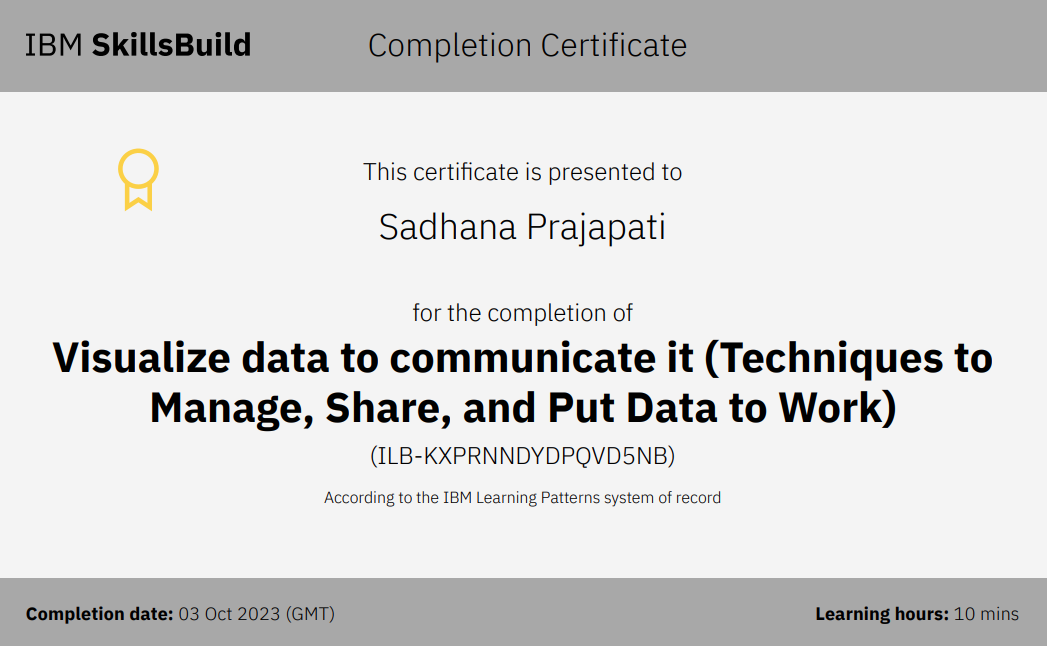 IBM SkillsBuild
Completion Certificate
This certificate is presented to
Sadhana Prajapati
for the completion of
Visualize data to communicate it (Techniques to
Manage, Share, and Put Data to Work)
(ILB-KXPRNNDYDPQVD5NB)
According to the IBM Learning Patterns system of record
Completion date: 03 Oct 2023 (GMT)
Learning hours: 10 mins